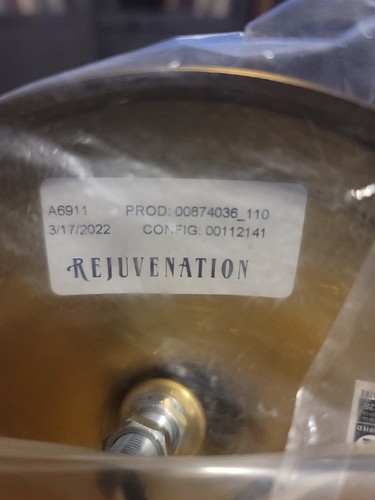 A6911 PROD: 00874036_110
3/17/2022 CONFIG: 00112141
REJUVENATION